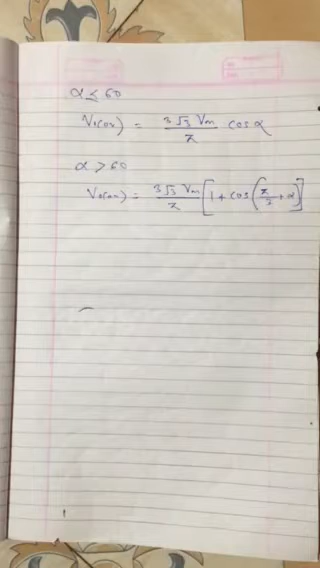 α ≤ 60
V₀(av) = 3√3 Vm / π cos α
α > 60
V₀(av) = 3√3 Vm / π [1 + cos(π/3 + α)]